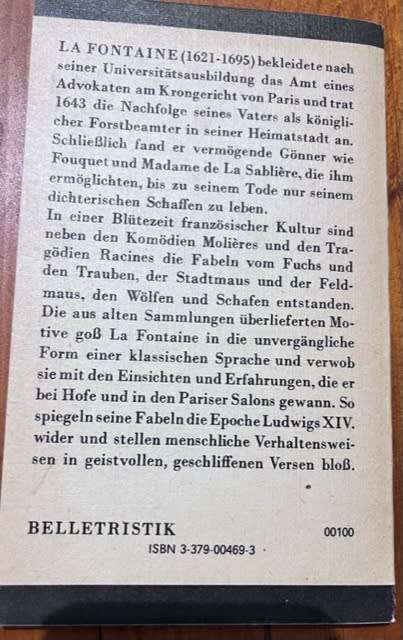 LA FONTAINE (1621-1695) bekleidete nach
seiner Universitätsausbildung das Amt eines
Advokaten am Krongericht von Paris und trat
1643 die Nachfolge seines Vaters als königli-
cher Forstbeamter in seiner Heimatstadt an.
Schließlich fand er vermögende Gönner wie
Fouquet und Madame de La Sablière, die ihm
ermöglichten, bis zu seinem Tode nur seinem
dichterischen Schaffen zu leben.
In einer Blütezeit französischer Kultur sind
neben den Komödien Molières und den Tra-
gödien Racines die Fabeln vom Fuchs und
den Trauben, der Stadtmaus und der Feld-
maus, den Wölfen und Schafen entstanden.
Die aus alten Sammlungen überlieferten Mo-
tive goß La Fontaine in die unvergängliche
Form einer klassischen Sprache und verwob
sie mit den Einsichten und Erfahrungen, die er
bei Hofe und in den Pariser Salons gewann. So
spiegeln seine Fabeln die Epoche Ludwigs XIV.
wider und stellen menschliche Verhaltenswei-
sen in geistvollen, geschliffenen Versen bloß.
BELLETRISTIK 00100
ISBN 3-379-00469-3